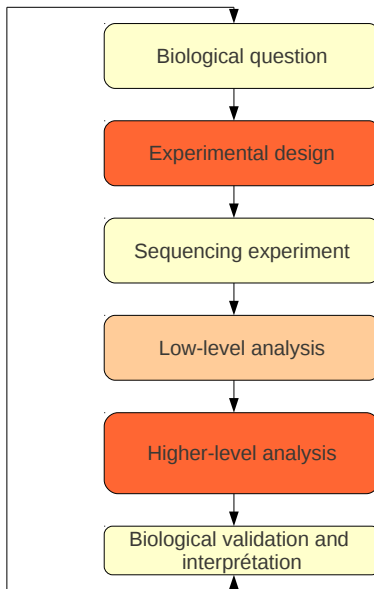 Biological question
Experimental design
Sequencing experiment
Low-level analysis
Higher-level analysis
Biological validation and
interprétation